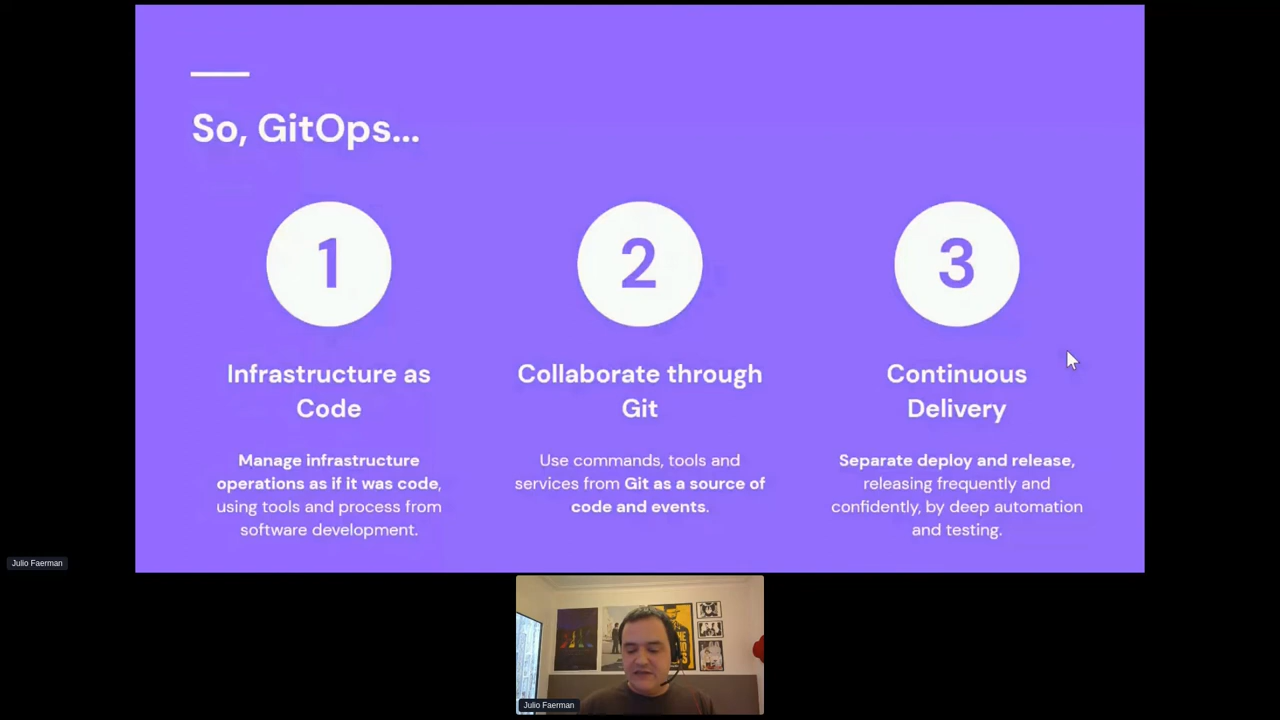 So, GitOps...
1
2
3
Infrastructure as
Code
Manage infrastructure
operations as if it was code,
using tools and process from
software development.
Collaborate through
Git
Use commands, tools and
services from Git as a source of
code and events.
Continuous
Delivery
Separate deploy and release,
releasing frequently and
confidently, by deep automation
and testing.
Julio Faerman
Julio Faerman